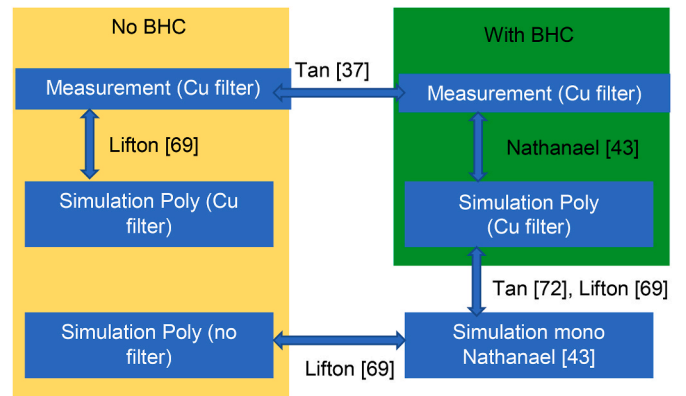 No BHC
With BHC
Tan [37]
Measurement (Cu filter)
Measurement (Cu filter)
Lifton [69]
Nathanael [43]
Simulation Poly (Cu
filter)
Simulation Poly
(Cu filter)
Tan [72], Lifton [69]
Simulation Poly (no
filter)
Simulation mono
Nathanael [43]
Lifton [69]